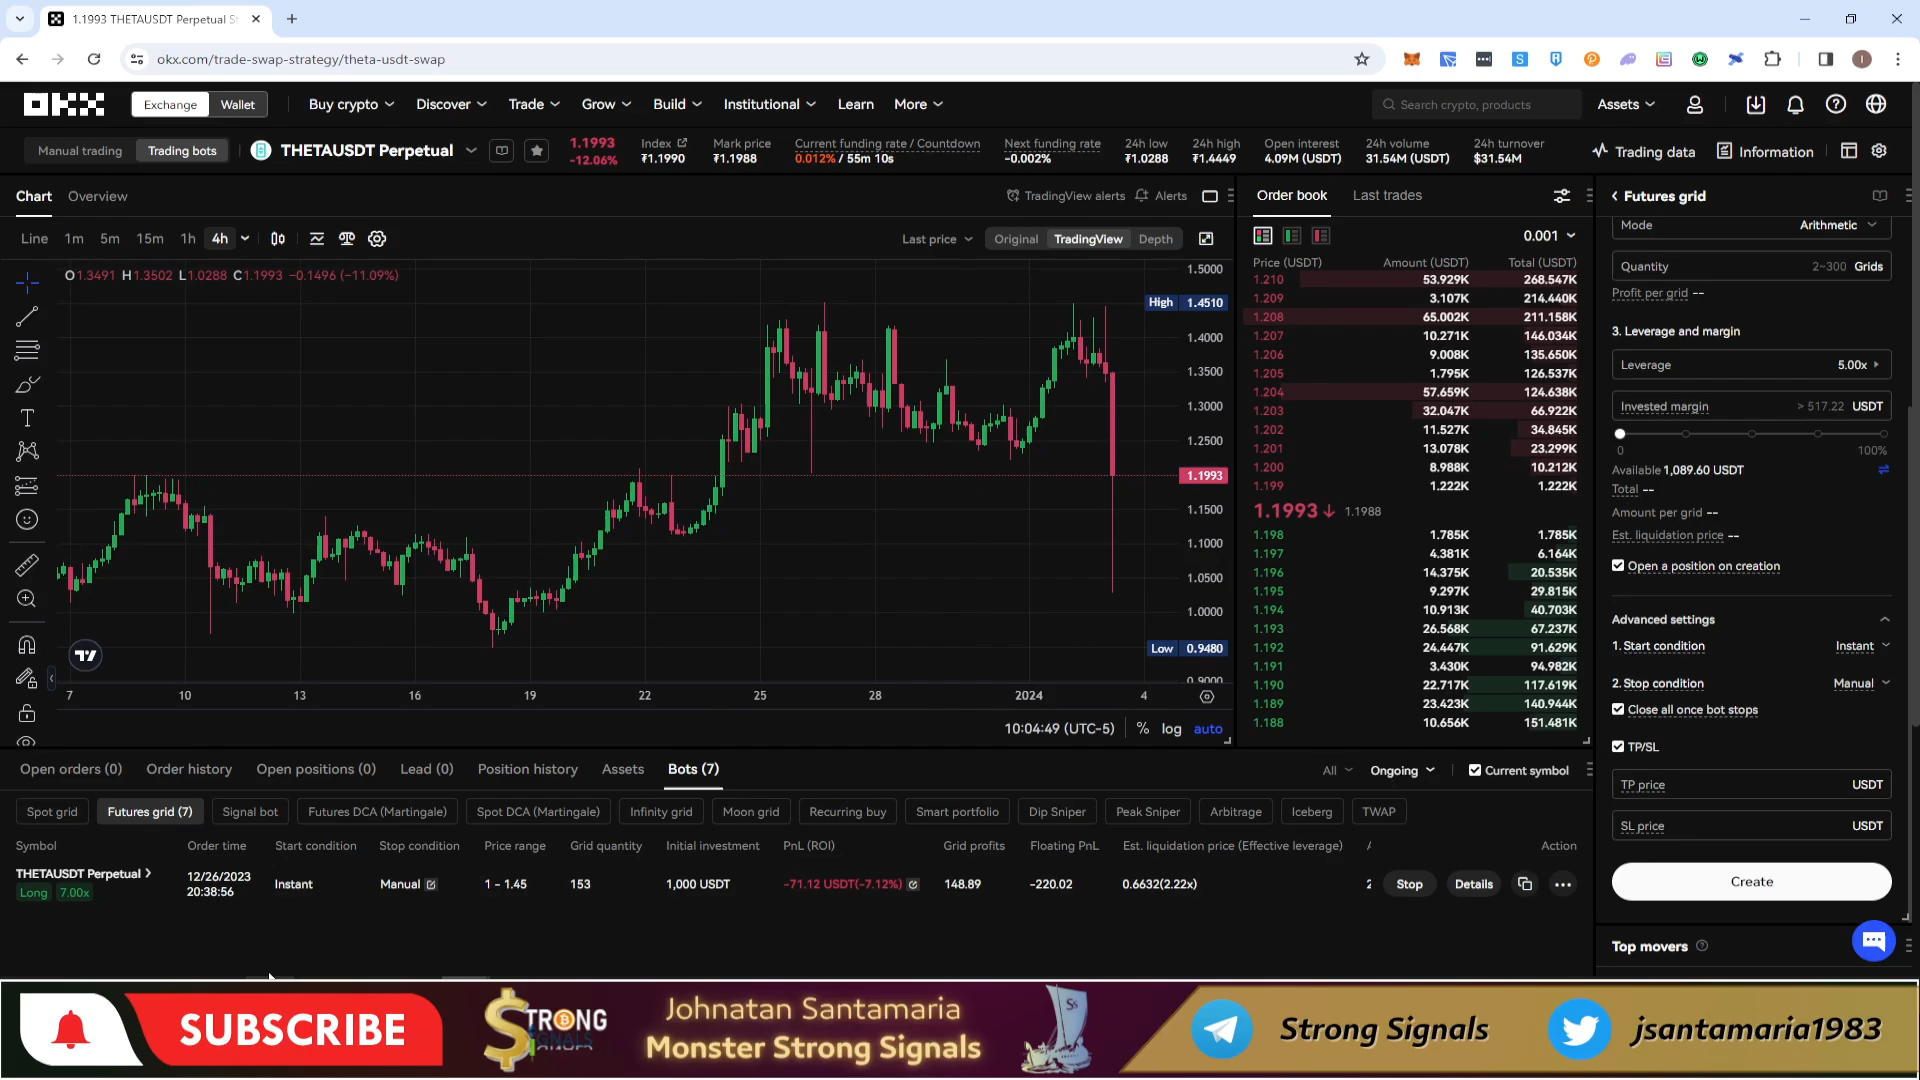 1.1993 THETAUSDT Perpetual S
okx.com/trade-swap-strategy/theta-usdt-swap
OKX Exchange Wallet Buy crypto Discover Trade Grow Build Institutional Learn More Search crypto, products Assets
Manual trading Trading bots THETAUSDT Perpetual
1.1993
-12.06%
Index
₮1.1990
Mark price
₮1.1988
Current funding rate / Countdown
0.012% / 55m 10s
Next funding rate
-0.002%
24h low
₮1.0288
24h high
₮1.4449
Open interest
4.09M (USDT)
24h volume
31.54M (USDT)
24h turnover
$31.54M
Trading data Information
Chart Overview TradingView alerts Alerts
Line 1m 5m 15m 1h 4h Last price Original TradingView Depth
O1.3491 H1.3502 L1.0288 C1.1993 −0.1496 (−11.09%)
1.5000
High 1.4510
1.4000
1.3500
1.3000
1.2500
1.1993
1.1500
1.1000
1.0500
1.0000
Low 0.9480
0.9000
7 10 13 16 19 22 25 28 2024 4
10:04:49 (UTC-5) % log auto
Order book Last trades
0.001
Price (USDT) Amount (USDT) Total (USDT)
1.210 53.929K 268.547K
1.209 3.107K 214.440K
1.208 65.002K 211.158K
1.207 10.271K 146.034K
1.206 9.008K 135.650K
1.205 1.795K 126.537K
1.204 57.659K 124.638K
1.203 32.047K 66.922K
1.202 11.527K 34.845K
1.201 13.078K 23.299K
1.200 8.988K 10.212K
1.199 1.222K 1.222K
1.1993 1.1988
1.198 1.785K 1.785K
1.197 4.381K 6.164K
1.196 14.375K 20.535K
1.195 9.297K 29.815K
1.194 10.913K 40.703K
1.193 26.568K 67.237K
1.192 24.447K 91.629K
1.191 3.430K 94.982K
1.190 22.717K 117.619K
1.189 23.423K 140.944K
1.188 10.656K 151.481K
Futures grid
Mode Arithmetic
Quantity 2~300 Grids
Profit per grid --
3. Leverage and margin
Leverage 5.00x
Invested margin > 517.22 USDT
0 100%
Available 1,089.60 USDT
Total --
Amount per grid --
Est. liquidation price --
Open a position on creation
Advanced settings
1. Start condition Instant
2. Stop condition Manual
Close all once bot stops
TP/SL
TP price USDT
SL price USDT
Create
Top movers
Open orders (0) Order history Open positions (0) Lead (0) Position history Assets Bots (7) All Ongoing Current symbol
Spot grid Futures grid (7) Signal bot Futures DCA (Martingale) Spot DCA (Martingale) Infinity grid Moon grid Recurring buy Smart portfolio Dip Sniper Peak Sniper Arbitrage Iceberg TWAP
Symbol Order time Start condition Stop condition Price range Grid quantity Initial investment PnL (ROI) Grid profits Floating PnL Est. liquidation price (Effective leverage) Action
THETAUSDT Perpetual
Long 7.00x
12/26/2023
20:38:56
Instant Manual 1 - 1.45 153 1,000 USDT -71.12 USDT(-7.12%) 148.89 -220.02 0.6632(2.22x) 2 Stop Details
SUBSCRIBE
STRONG
SIGNALS
Johnatan Santamaria
Monster Strong Signals
Ss
Strong Signals
jsantamaria1983